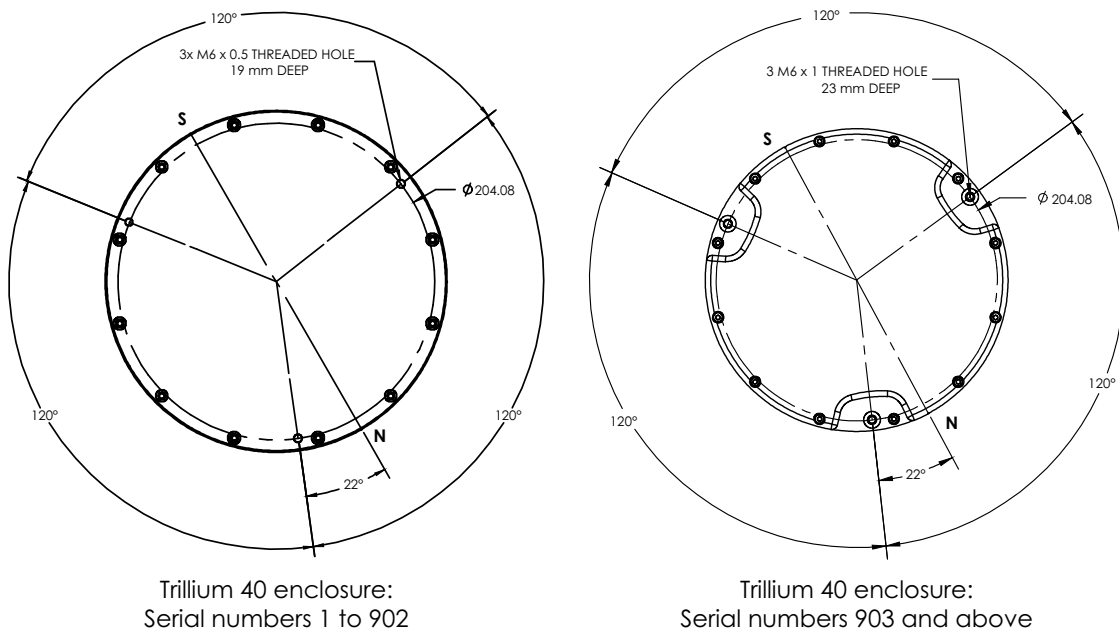 120°
3x M6 x 0.5 THREADED HOLE
19 mm DEEP
S
ϕ 204.08
120°
120°
N
22°
Trillium 40 enclosure:
Serial numbers 1 to 902
120°
3 M6 x 1 THREADED HOLE
23 mm DEEP
S
ϕ 204.08
120°
120°
N
22°
Trillium 40 enclosure:
Serial numbers 903 and above